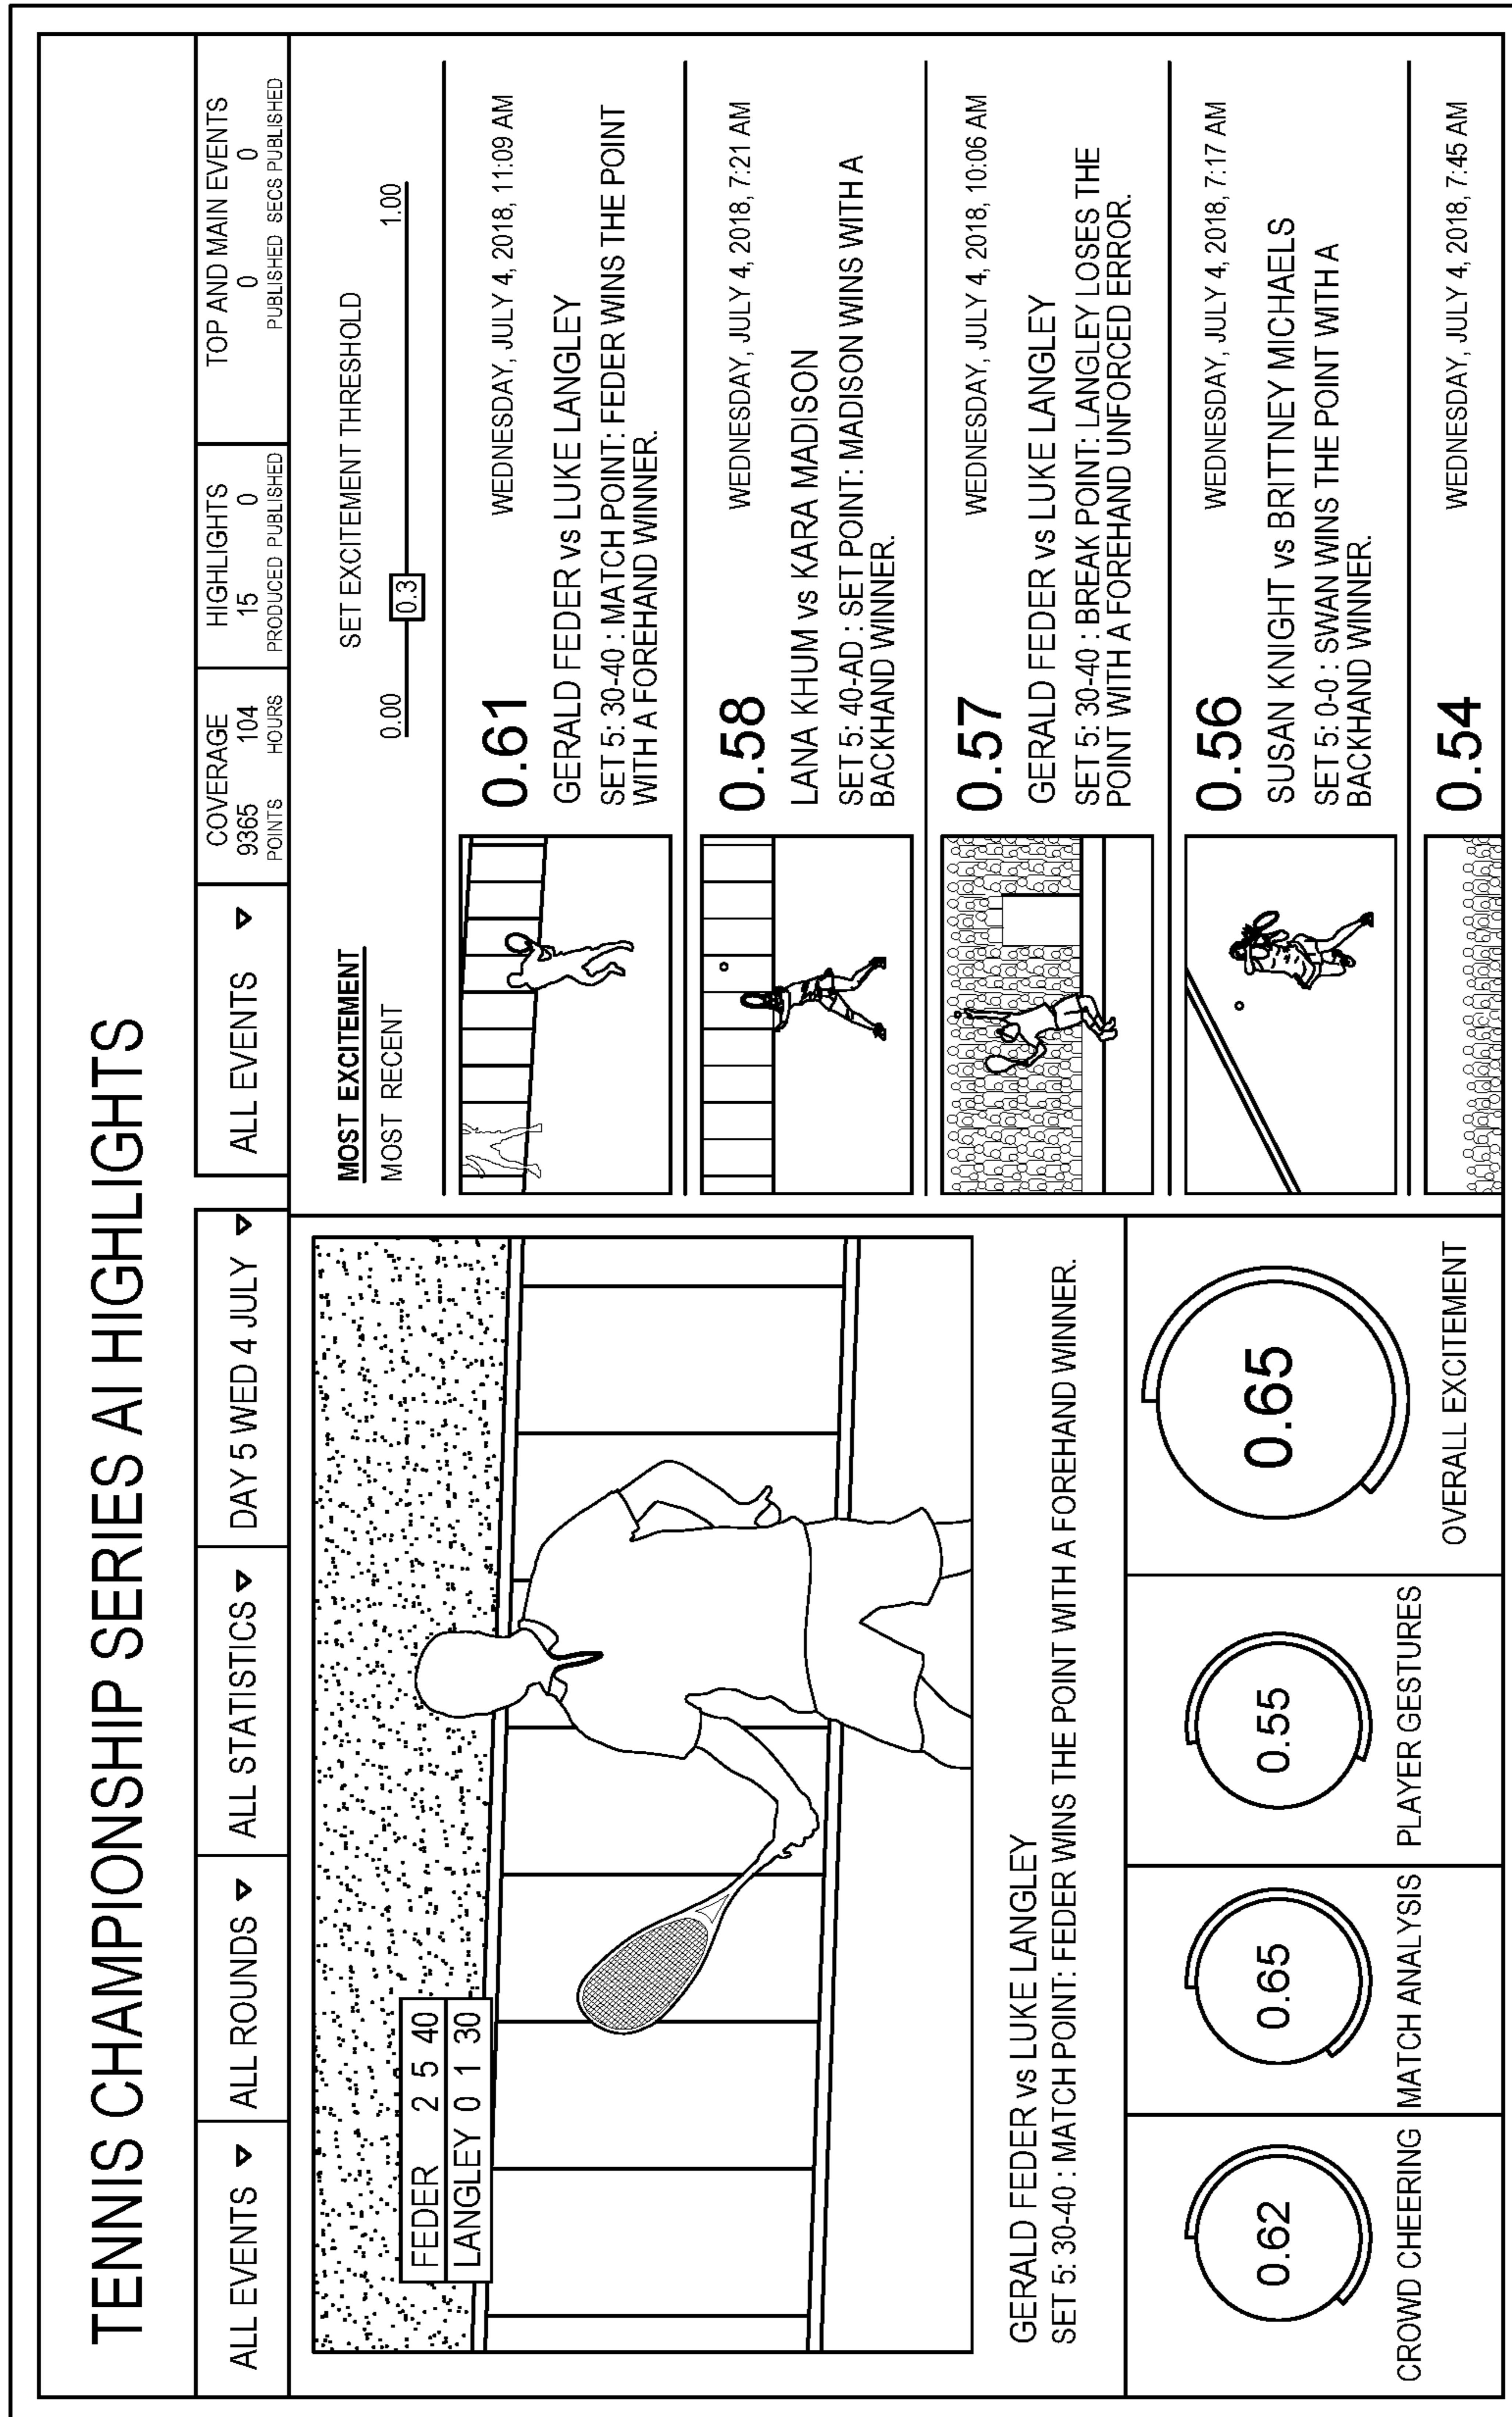 TENNIS CHAMPIONSHIP SERIES AI HIGHLIGHTS
ALL EVENTS
ALL ROUNDS
ALL STATISTICS
DAY 5 WED 4 JULY
ALL EVENTS
COVERAGE
9365 104
POINTS HOURS
HIGHLIGHTS
15 0
PRODUCED PUBLISHED
TOP AND MAIN EVENTS
0 0
PUBLISHED SECS PUBLISHED
FEDER 2 5 40
LANGLEY 0 1 30
GERALD FEDER vs LUKE LANGLEY
SET 5: 30-40 : MATCH POINT: FEDER WINS THE POINT WITH A FOREHAND WINNER.
0.62
CROWD CHEERING
0.65
MATCH ANALYSIS
0.55
PLAYER GESTURES
0.65
OVERALL EXCITEMENT
MOST EXCITEMENT
MOST RECENT
SET EXCITEMENT THRESHOLD
0.00 0.3 1.00
0.61 WEDNESDAY, JULY 4, 2018, 11:09 AM
GERALD FEDER vs LUKE LANGLEY
SET 5: 30-40 : MATCH POINT: FEDER WINS THE POINT
WITH A FOREHAND WINNER.
0.58 WEDNESDAY, JULY 4, 2018, 7:21 AM
LANA KHUM vs KARA MADISON
SET 5: 40-AD : SET POINT: MADISON WINS WITH A
BACKHAND WINNER.
0.57 WEDNESDAY, JULY 4, 2018, 10:06 AM
GERALD FEDER vs LUKE LANGLEY
SET 5: 30-40 : BREAK POINT: LANGLEY LOSES THE
POINT WITH A FOREHAND UNFORCED ERROR.
0.56 WEDNESDAY, JULY 4, 2018, 7:17 AM
SUSAN KNIGHT vs BRITTNEY MICHAELS
SET 5: 0-0 : SWAN WINS THE POINT WITH A
BACKHAND WINNER.
0.54 WEDNESDAY, JULY 4, 2018, 7:45 AM